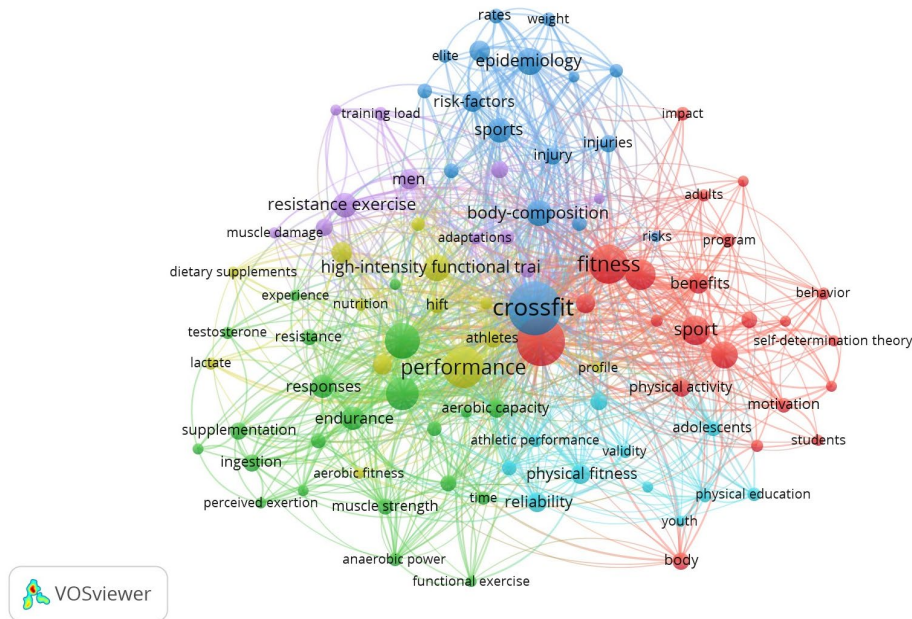 rates
weight
elite
epidemiology
risk-factors
training load
impact
sports
injuries
injury
men
adults
resistance exercise
body-composition
muscle damage
adaptations
risks
program
dietary supplements
high-intensity functional trai
fitness
benefits
experience
nutrition
hift
crossfit
behavior
testosterone
resistance
athletes
sport
self-determination theory
lactate
performance
profile
responses
physical activity
endurance
aerobic capacity
motivation
supplementation
athletic performance
adolescents
validity
students
ingestion
aerobic fitness
physical fitness
perceived exertion
muscle strength
time
reliability
physical education
youth
anaerobic power
body
functional exercise
VOSviewer